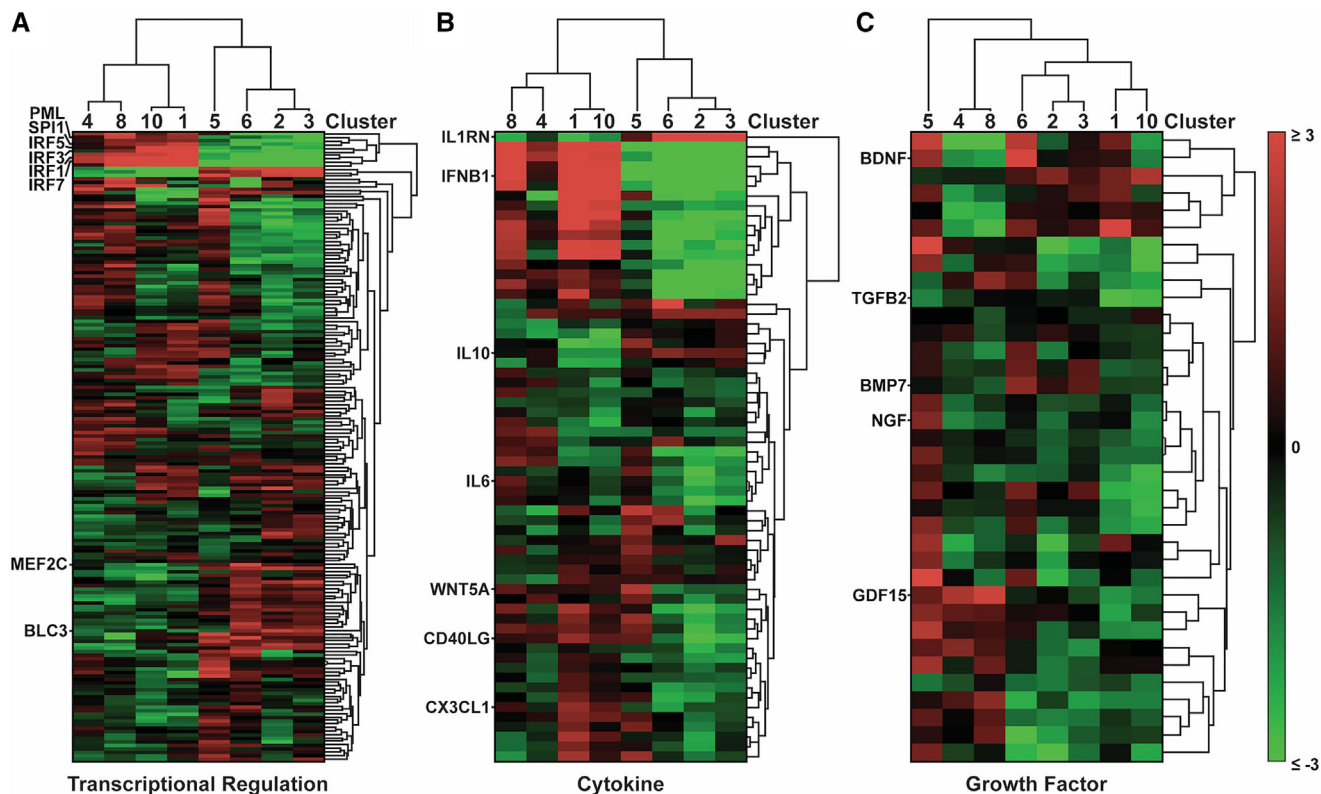 A
B
C
4 8 10 1 5 6 2 3 Cluster
8 4 1 10 5 6 2 3 Cluster
5 4 8 6 2 3 1 10 Cluster
PML
SPI1
IRF5
IRF3
IRF1
IRF7
MEF2C
BLC3
Transcriptional Regulation
IL1RN
IFNB1
IL10
IL6
WNT5A
CD40LG
CX3CL1
Cytokine
BDNF
TGFB2
BMP7
NGF
GDF15
Growth Factor
≥ 3
0
≤ -3